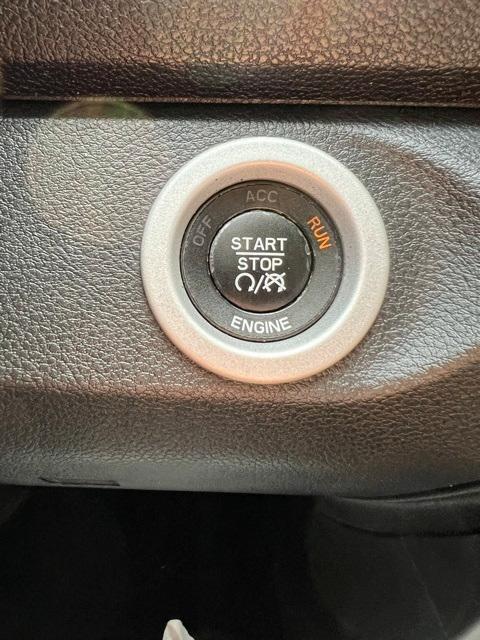 OFF
ACC
RUN
START
STOP
ENGINE